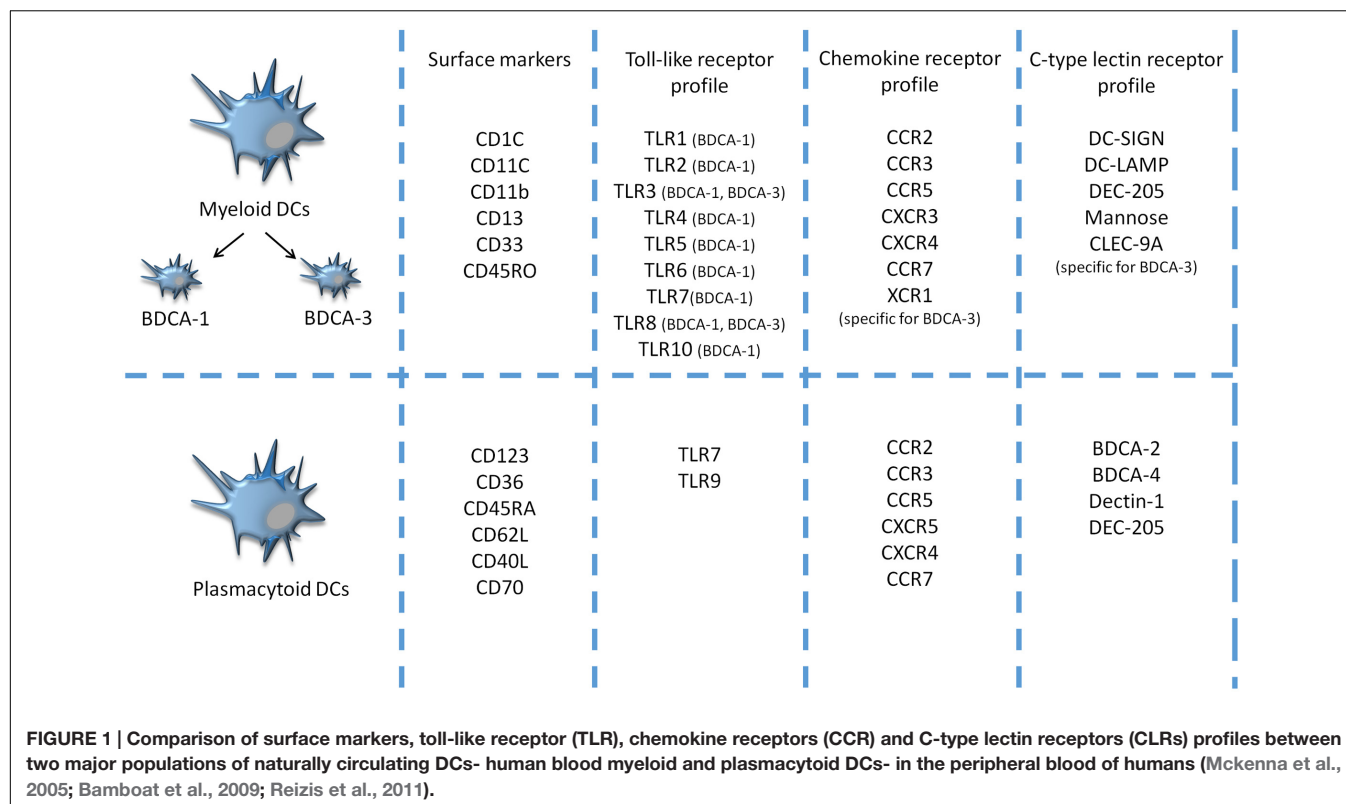 Surface markers
Toll-like receptor
profile
Chemokine receptor
profile
C-type lectin receptor
profile
Myeloid DCs
BDCA-1
BDCA-3
CD1C
CD11C
CD11b
CD13
CD33
CD45RO
TLR1 (BDCA-1)
TLR2 (BDCA-1)
TLR3 (BDCA-1, BDCA-3)
TLR4 (BDCA-1)
TLR5 (BDCA-1)
TLR6 (BDCA-1)
TLR7(BDCA-1)
TLR8 (BDCA-1, BDCA-3)
TLR10 (BDCA-1)
CCR2
CCR3
CCR5
CXCR3
CXCR4
CCR7
XCR1
(specific for BDCA-3)
DC-SIGN
DC-LAMP
DEC-205
Mannose
CLEC-9A
(specific for BDCA-3)
Plasmacytoid DCs
CD123
CD36
CD45RA
CD62L
CD40L
CD70
TLR7
TLR9
CCR2
CCR3
CCR5
CXCR5
CXCR4
CCR7
BDCA-2
BDCA-4
Dectin-1
DEC-205
FIGURE 1 | Comparison of surface markers, toll-like receptor (TLR), chemokine receptors (CCR) and C-type lectin receptors (CLRs) profiles between
two major populations of naturally circulating DCs- human blood myeloid and plasmacytoid DCs- in the peripheral blood of humans (Mckenna et al.,
2005; Bamboat et al., 2009; Reizis et al., 2011).